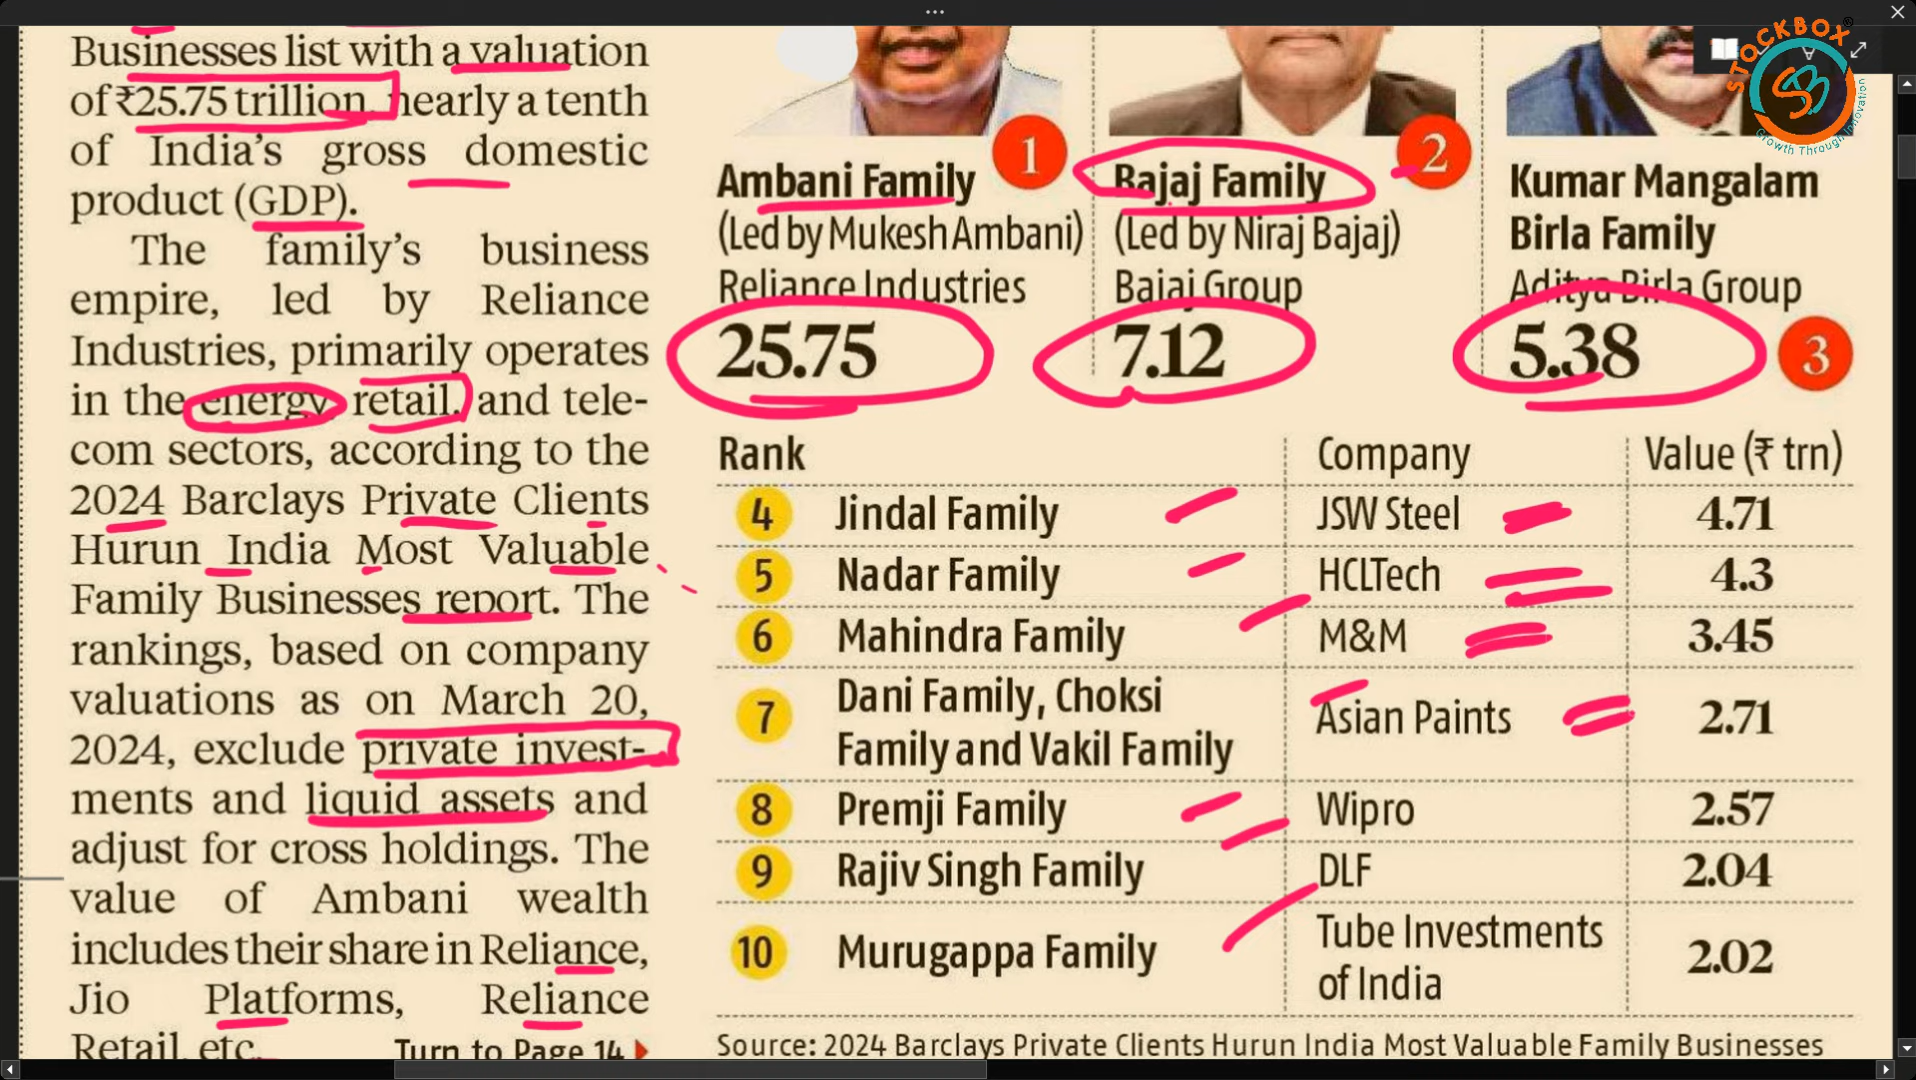 STOCKBOX
Growth Through Innovation
Businesses list with a valuation
of ₹25.75 trillion, nearly a tenth
of India's gross domestic
product (GDP).
The family's business
empire, led by Reliance
Industries, primarily operates
in the energy, retail, and tele-
com sectors, according to the
2024 Barclays Private Clients
Hurun India Most Valuable
Family Businesses report. The
rankings, based on company
valuations as on March 20,
2024, exclude private invest-
ments and liquid assets and
adjust for cross holdings. The
value of Ambani wealth
includes their share in Reliance,
Jio Platforms, Reliance
Retail, etc.
Turn to Page 14
1
Ambani Family
(Led by Mukesh Ambani)
Reliance Industries
25.75
2
Bajaj Family
(Led by Niraj Bajaj)
Bajaj Group
7.12
Kumar Mangalam
Birla Family
Aditya Birla Group
5.38
3
Rank Company Value (₹ trn)
4 Jindal Family JSW Steel 4.71
5 Nadar Family HCLTech 4.3
6 Mahindra Family M&M 3.45
7 Dani Family, Choksi
Family and Vakil Family Asian Paints 2.71
8 Premji Family Wipro 2.57
9 Rajiv Singh Family DLF 2.04
10 Murugappa Family Tube Investments
of India 2.02
Source: 2024 Barclays Private Clients Hurun India Most Valuable Family Businesses